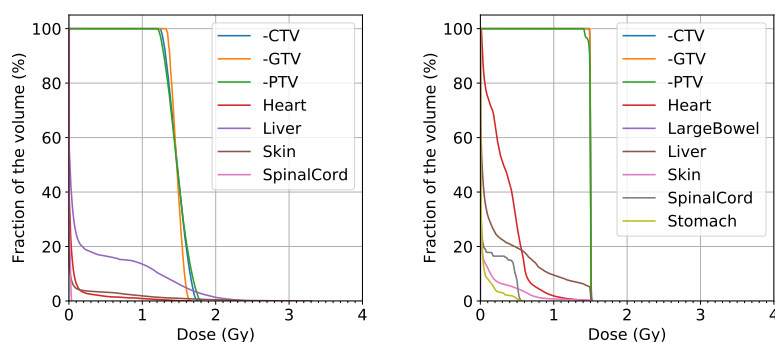 100
80
60
40
20
0
Fraction of the volume (%)
0
1
2
3
4
Dose (Gy)
-CTV
-GTV
-PTV
Heart
Liver
Skin
SpinalCord
100
80
60
40
20
0
Fraction of the volume (%)
0
1
2
3
4
Dose (Gy)
-CTV
-GTV
-PTV
Heart
LargeBowel
Liver
Skin
SpinalCord
Stomach